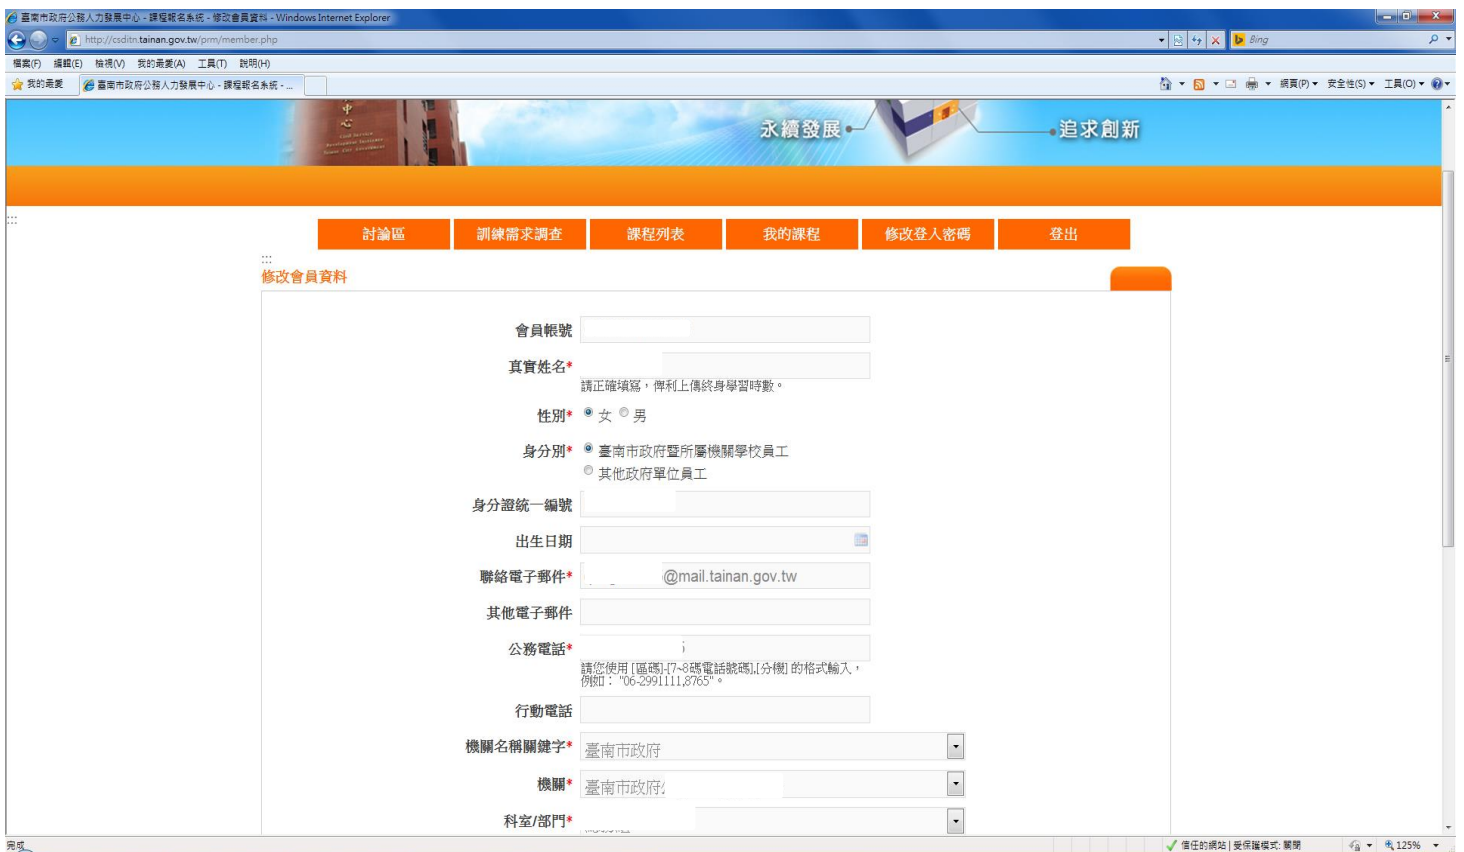 臺南市政府公務人力發展中心 - 課程報名系統 - 修改會員資料 - Windows Internet Explorer
http://csditn.tainan.gov.tw/prm/member.php
Bing
檔案(F) 編輯(E) 檢視(V) 我的最愛(A) 工具(T) 說明(H)
我的最愛 臺南市政府公務人力發展中心 - 課程報名系統 - ...
網頁(P) 安全性(S) 工具(O)
中心
永續發展
追求創新
:::
討論區 訓練需求調查 課程列表 我的課程 修改登入密碼 登出
:::
修改會員資料
會員帳號
真實姓名*
請正確填寫，俾利上傳終身學習時數。
性別* 女 男
身分別* 臺南市政府暨所屬機關學校員工
其他政府單位員工
身分證統一編號
出生日期
聯絡電子郵件* @mail.tainan.gov.tw
其他電子郵件
公務電話*
請您使用 [區碼]-[7~8碼電話號碼],[分機] 的格式輸入，
例如： "06-2991111,8765"。
行動電話
機關名稱關鍵字* 臺南市政府
機關* 臺南市政府
科室/部門*
完成
信任的網站 | 受保護模式: 關閉
125%